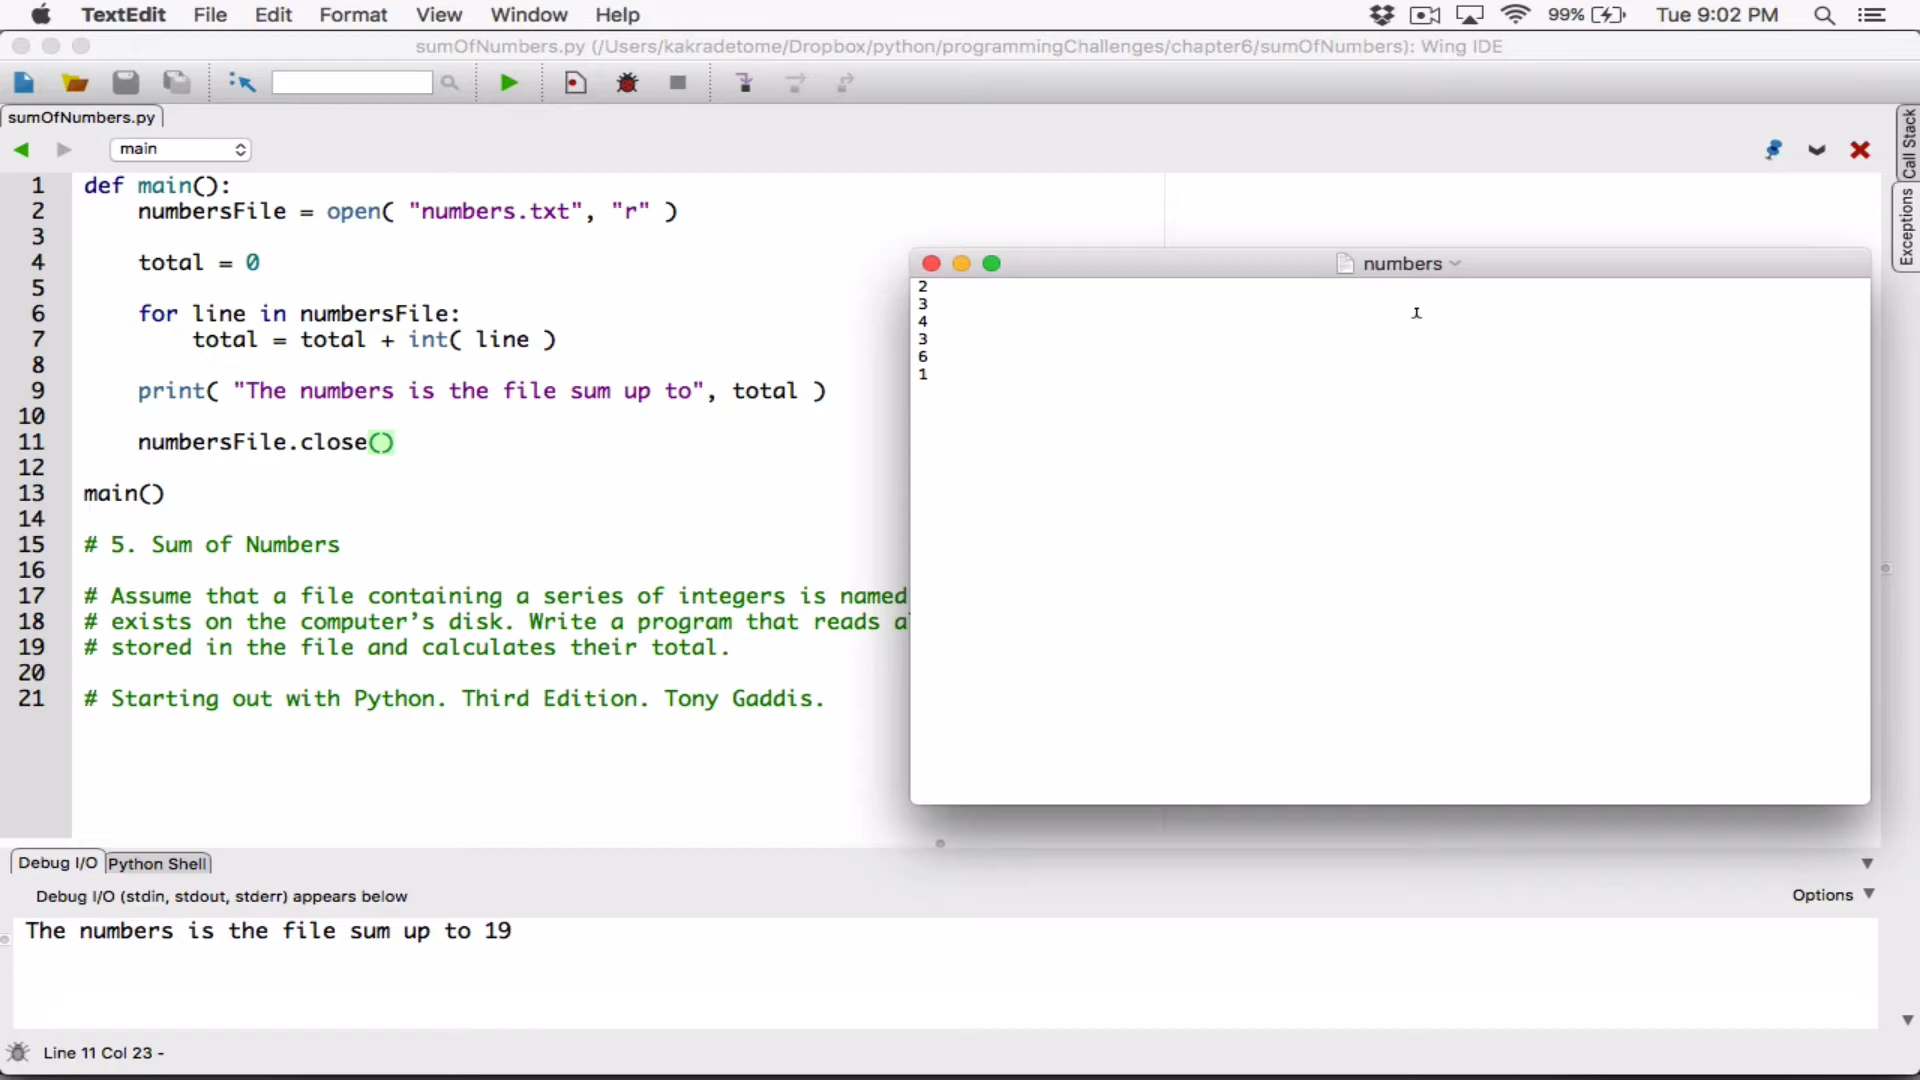 TextEdit File Edit Format View Window Help 99% Tue 9:02 PM
sumOfNumbers.py (/Users/kakradetome/Dropbox/python/programmingChallenges/chapter6/sumOfNumbers): Wing IDE
sumOfNumbers.py
main
1 def main():
2 numbersFile = open( "numbers.txt", "r" )
3
4 total = 0
5
6 for line in numbersFile:
7 total = total + int( line )
8
9 print( "The numbers is the file sum up to", total )
10
11 numbersFile.close()
12
13 main()
14
15 # 5. Sum of Numbers
16
17 # Assume that a file containing a series of integers is named
18 # exists on the computer’s disk. Write a program that reads a
19 # stored in the file and calculates their total.
20
21 # Starting out with Python. Third Edition. Tony Gaddis.
numbers
2
3
4
3
6
1
Call Stack
Exceptions
Debug I/O Python Shell
Debug I/O (stdin, stdout, stderr) appears below
Options
The numbers is the file sum up to 19
Line 11 Col 23 -